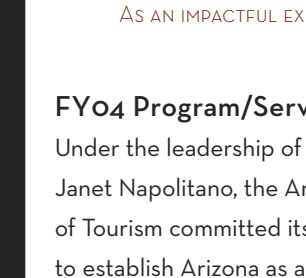 As an impactful ex
FY04 Program/Serv
Under the leadership of
Janet Napolitano, the Ar
of Tourism committed its
to establish Arizona as a